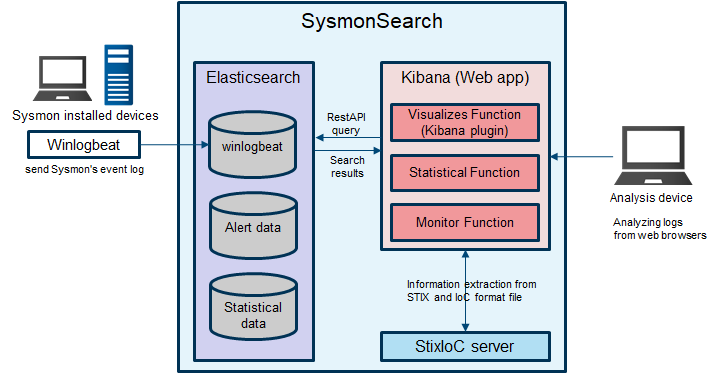 SysmonSearch
Sysmon installed devices
Winlogbeat
send Sysmon's event log
Elasticsearch
winlogbeat
Alert data
Statistical
data
RestAPI
query
Search
results
Kibana (Web app)
Visualizes Function
(Kibana plugin)
Statistical Function
Monitor Function
Information extraction from
STIX and IoC format file
StixIoC server
Analysis device
Analyzing logs
from web browsers